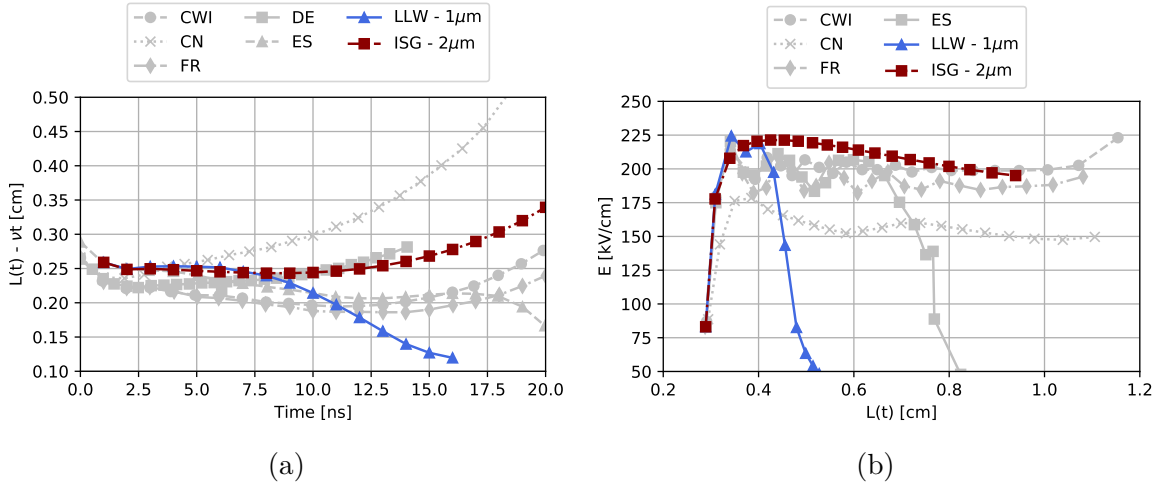 CWI
CN
FR
DE
ES
LLW - 1μm
ISG - 2μm
0.50
0.45
0.40
0.35
0.30
0.25
0.20
0.15
0.10
L(t) - νt [cm]
0.0 2.5 5.0 7.5 10.0 12.5 15.0 17.5 20.0
Time [ns]
(a)
CWI
CN
FR
ES
LLW - 1μm
ISG - 2μm
250
225
200
175
150
125
100
75
50
E [kV/cm]
0.2 0.4 0.6 0.8 1.0 1.2
L(t) [cm]
(b)